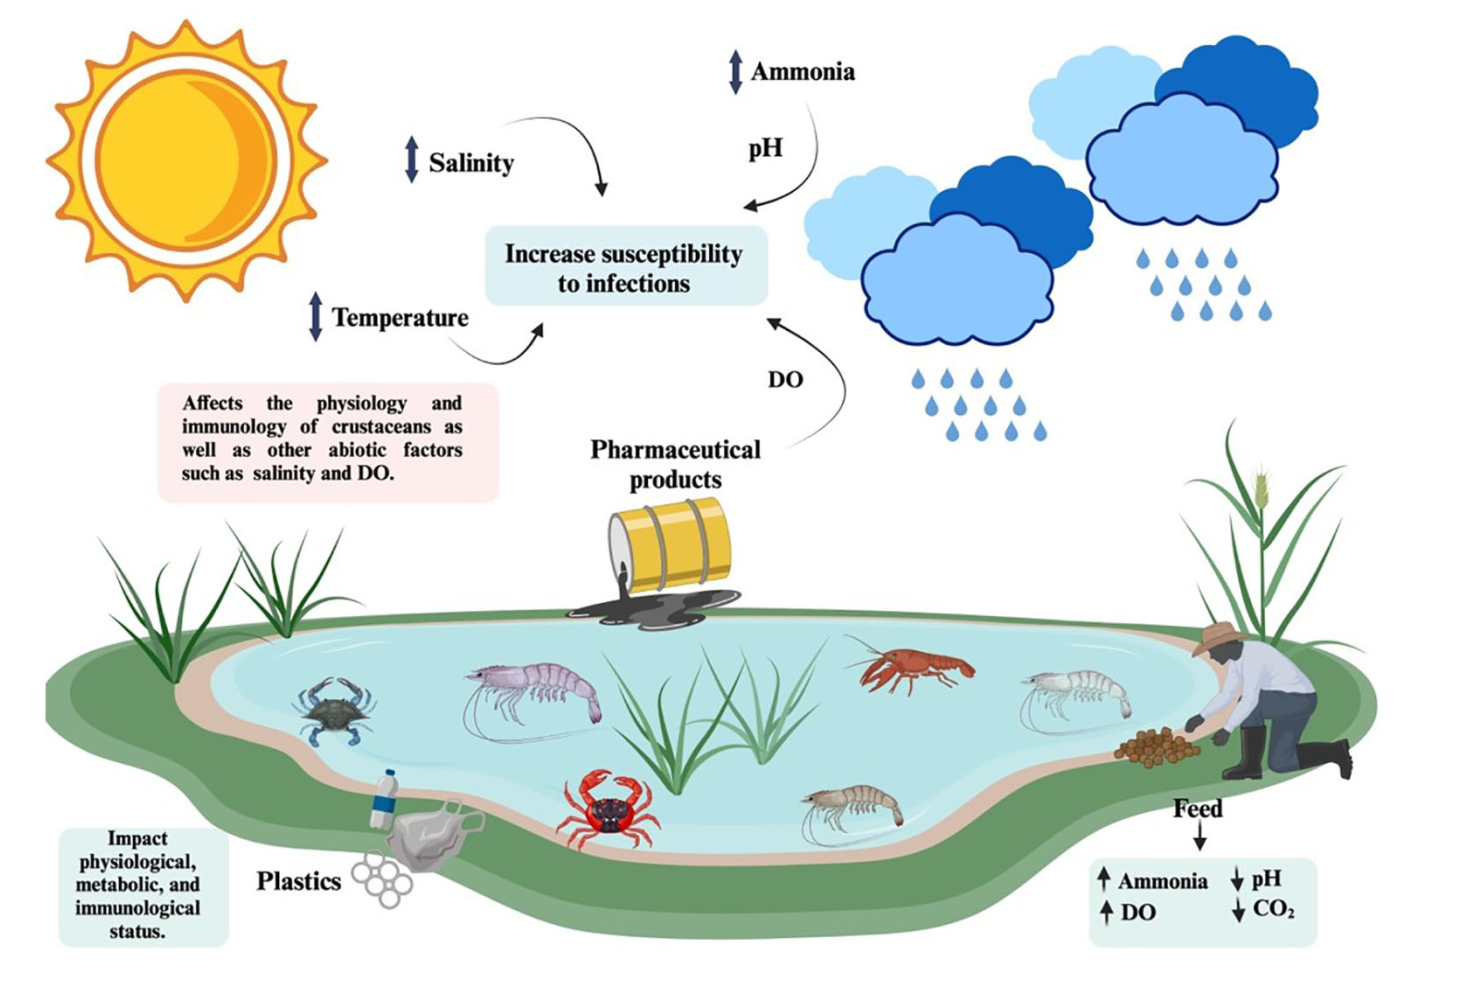 Ammonia
pH
Salinity
Increase susceptibility
to infections
Temperature
DO
Affects the physiology and
immunology of crustaceans as
well as other abiotic factors
such as salinity and DO.
Pharmaceutical
products
Impact
physiological,
metabolic, and
immunological
status.
Plastics
Feed
↑ Ammonia ↓ pH
↑ DO ↓ CO₂